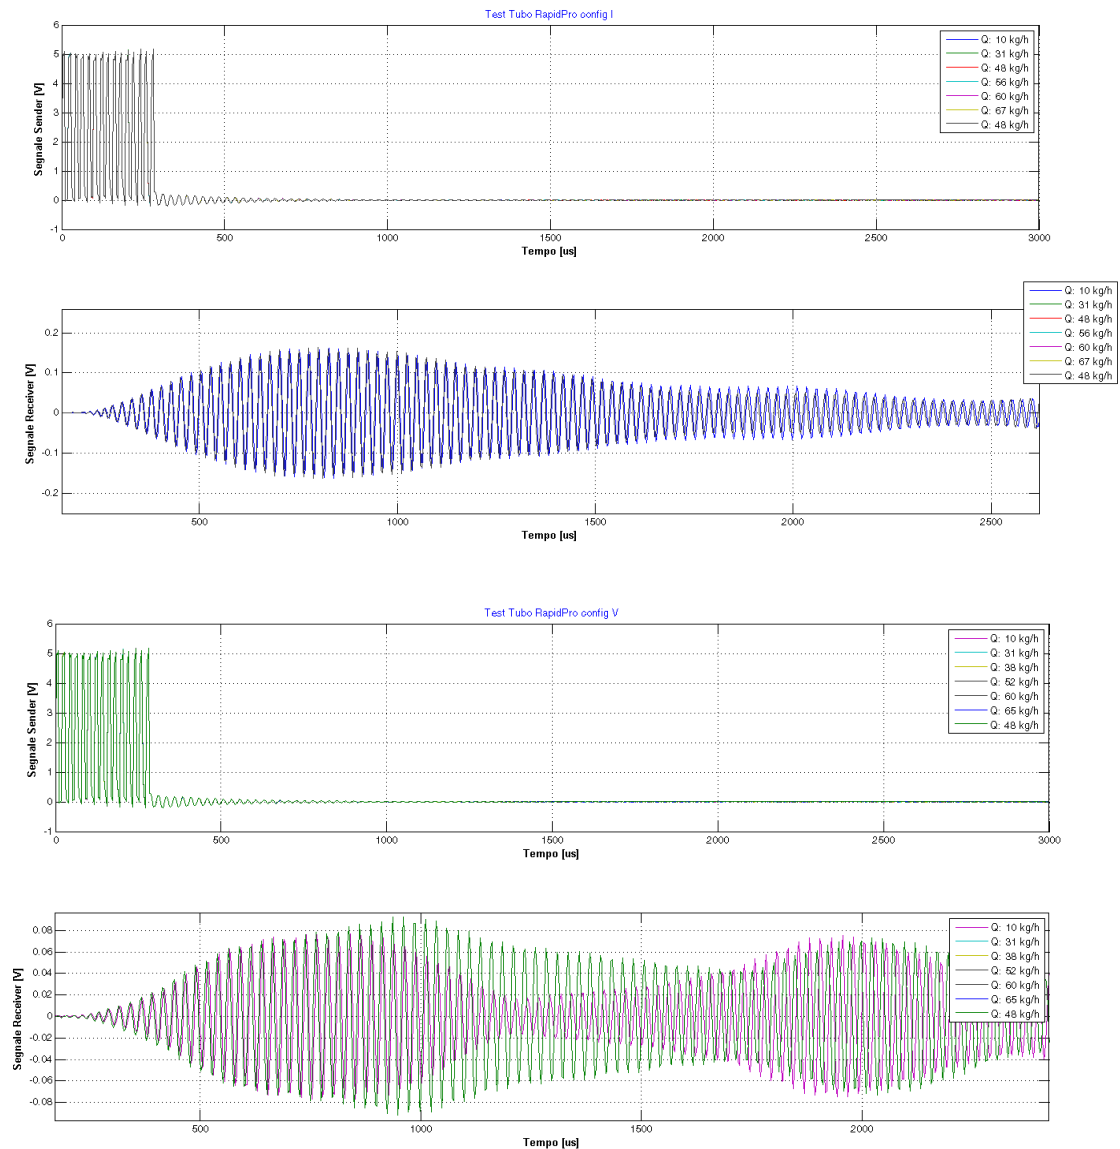 Test Tubo RapidPro config I
6
5
4
3
2
1
0
-1
Segnale Sender [V]
0 500 1000 1500 2000 2500 3000
Tempo [us]
Q: 10 kg/h
Q: 31 kg/h
Q: 48 kg/h
Q: 56 kg/h
Q: 60 kg/h
Q: 67 kg/h
Q: 48 kg/h
0.2
0.1
0
-0.1
-0.2
Segnale Receiver [V]
500 1000 1500 2000 2500
Tempo [us]
Q: 10 kg/h
Q: 31 kg/h
Q: 48 kg/h
Q: 56 kg/h
Q: 60 kg/h
Q: 67 kg/h
Q: 48 kg/h
Test Tubo RapidPro config V
6
5
4
3
2
1
0
-1
Segnale Sender [V]
0 500 1000 1500 2000 2500 3000
Tempo [us]
Q: 10 kg/h
Q: 31 kg/h
Q: 38 kg/h
Q: 52 kg/h
Q: 60 kg/h
Q: 65 kg/h
Q: 48 kg/h
0.08
0.06
0.04
0.02
0
-0.02
-0.04
-0.06
-0.08
Segnale Receiver [V]
500 1000 1500 2000
Tempo [us]
Q: 10 kg/h
Q: 31 kg/h
Q: 38 kg/h
Q: 52 kg/h
Q: 60 kg/h
Q: 65 kg/h
Q: 48 kg/h